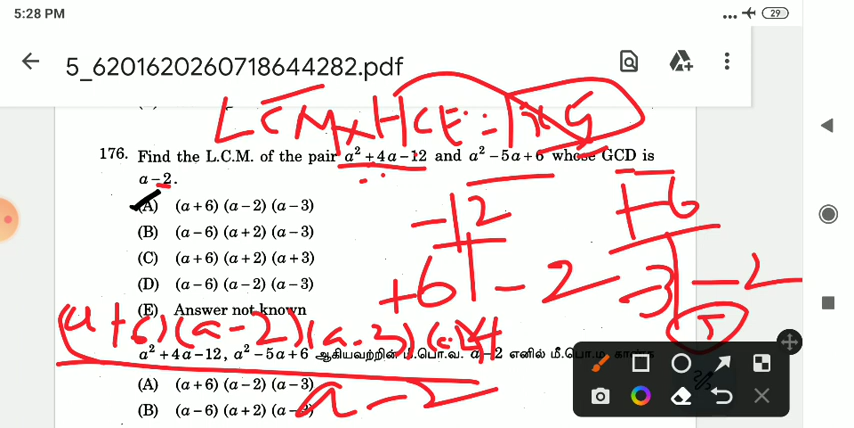 5:28 PM
29
5_6201620260718644282.pdf
LCM x HCF =
176. Find the L.C.M. of the pair a² + 4a − 12 and a² − 5a + 6 whose GCD is
a − 2.
(A) (a + 6) (a − 2) (a − 3)
(B) (a − 6) (a + 2) (a − 3)
(C) (a + 6) (a + 2) (a + 3)
(D) (a − 6) (a − 2) (a − 3)
(E) Answer not known
−12
+6
+6 −2
−3 −2
(a+6)(a−2)(a−3)
a² + 4a − 12, a² − 5a + 6 ஆகியவற்றின் மீ.பொ.வ. a − 2 எனில் மீ.பொ.ம
a − 2
(A) (a + 6) (a − 2) (a − 3)
(B) (a − 6) (a + 2) (a −